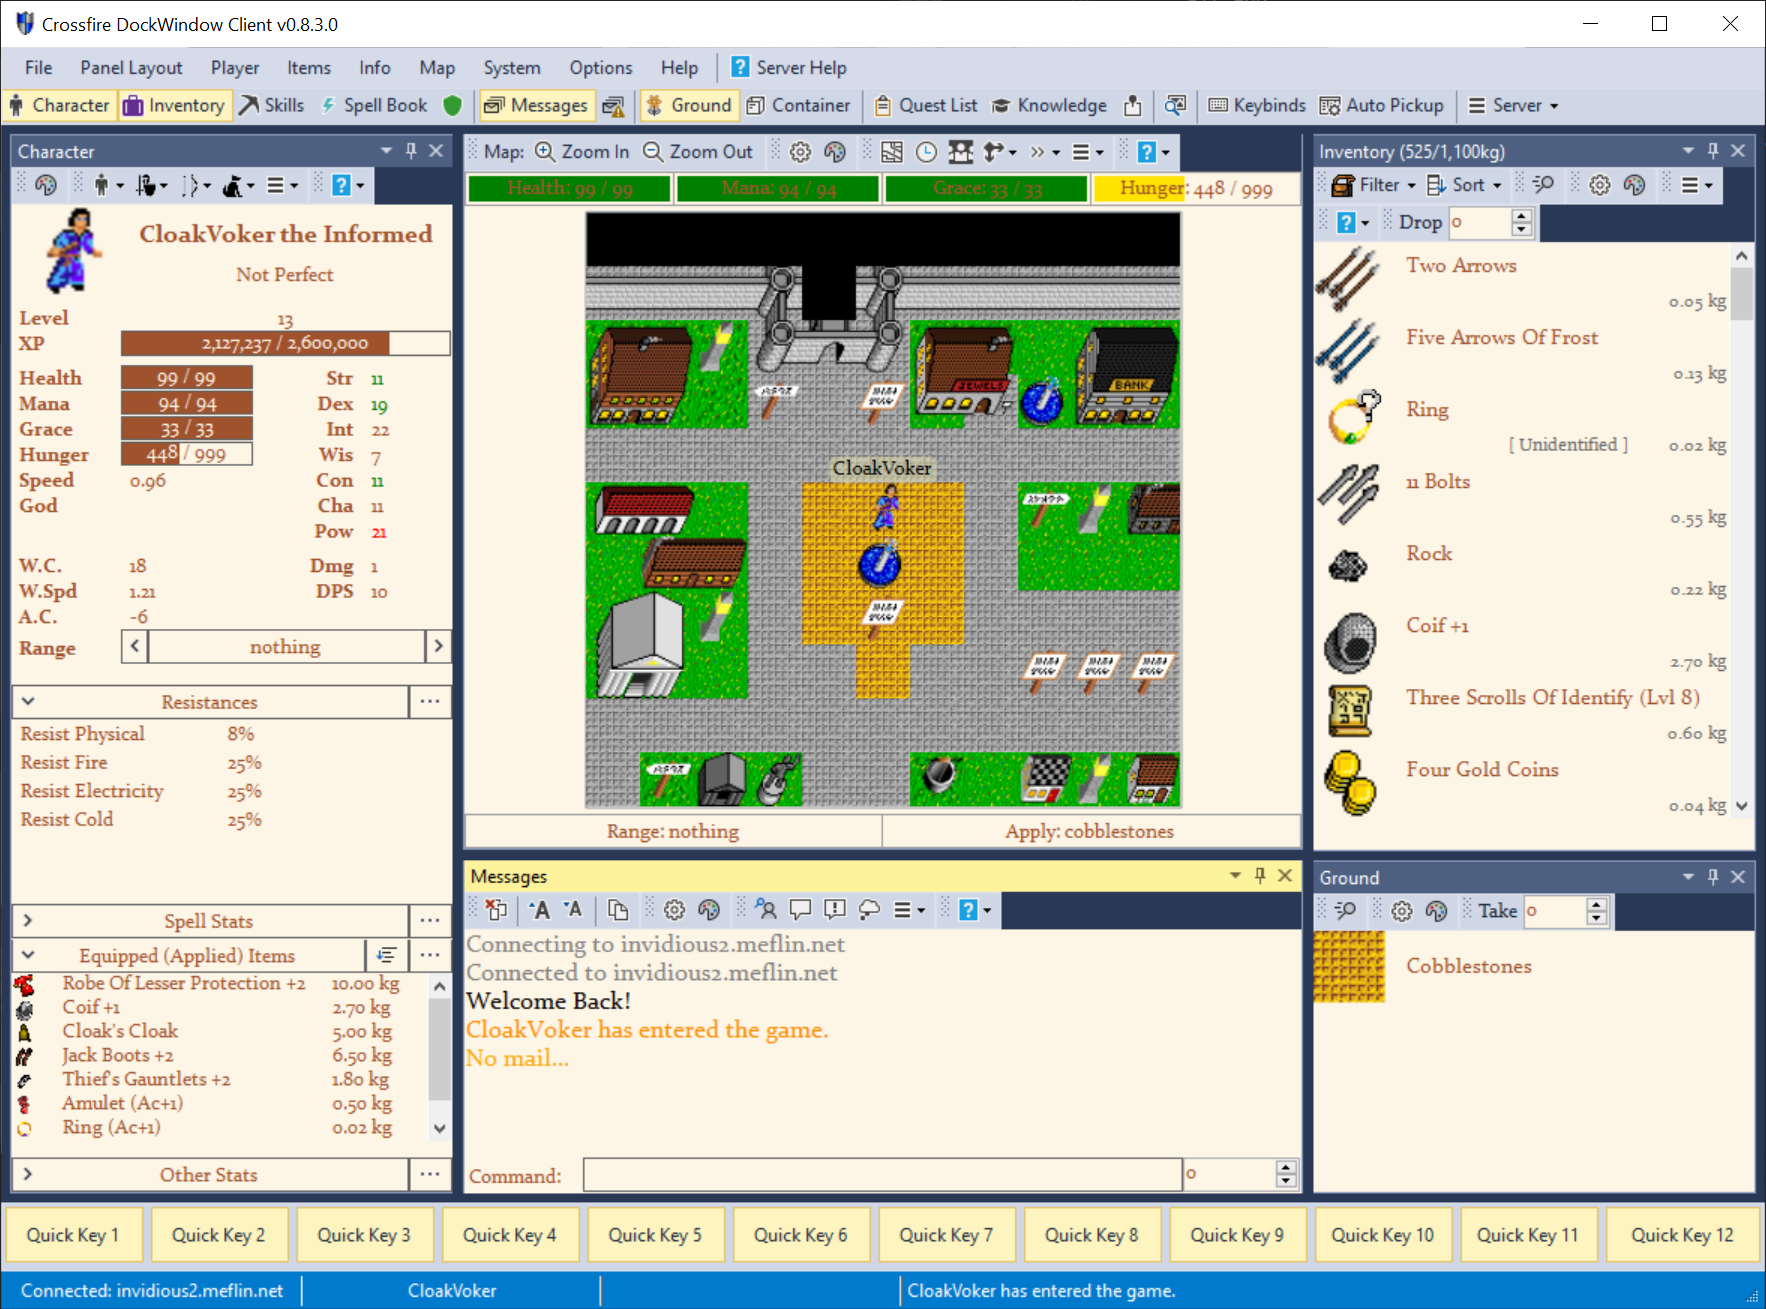 Crossfire DockWindow Client v0.8.3.0
File Panel Layout Player Items Info Map System Options Help Server Help
Character Inventory Skills Spell Book Messages Ground Container Quest List Knowledge Keybinds Auto Pickup Server
Character
CloakVoker the Informed
Not Perfect
Level 13
XP 2,127,237 / 2,600,000
Health 99 / 99 Str 11
Mana 94 / 94 Dex 19
Grace 33 / 33 Int 22
Hunger 448 / 999 Wis 7
Speed 0.96 Con 11
God Cha 11
Pow 21
W.C. 18 Dmg 1
W.Spd 1.21 DPS 10
A.C. -6
Range nothing
Resistances
Resist Physical 8%
Resist Fire 25%
Resist Electricity 25%
Resist Cold 25%
Spell Stats
Equipped (Applied) Items
Robe Of Lesser Protection +2 10.00 kg
Coif +1 2.70 kg
Cloak's Cloak 5.00 kg
Jack Boots +2 6.50 kg
Thief's Gauntlets +2 1.80 kg
Amulet (Ac+1) 0.50 kg
Ring (Ac+1) 0.02 kg
Other Stats
Map: Zoom In Zoom Out
Health: 99 / 99 Mana: 94 / 94 Grace: 33 / 33 Hunger: 448 / 999
JEWELS
BANK
CloakVoker
Range: nothing Apply: cobblestones
Messages
Connecting to invidious2.meflin.net
Connected to invidious2.meflin.net
Welcome Back!
CloakVoker has entered the game.
No mail...
Command: 0
Inventory (525/1,100kg)
Filter Sort
Drop 0
Two Arrows
0.05 kg
Five Arrows Of Frost
0.13 kg
Ring
[ Unidentified ] 0.02 kg
11 Bolts
0.55 kg
Rock
0.22 kg
Coif +1
2.70 kg
Three Scrolls Of Identify (Lvl 8)
0.60 kg
Four Gold Coins
0.04 kg
Ground
Take 0
Cobblestones
Quick Key 1 Quick Key 2 Quick Key 3 Quick Key 4 Quick Key 5 Quick Key 6 Quick Key 7 Quick Key 8 Quick Key 9 Quick Key 10 Quick Key 11 Quick Key 12
Connected: invidious2.meflin.net CloakVoker CloakVoker has entered the game.